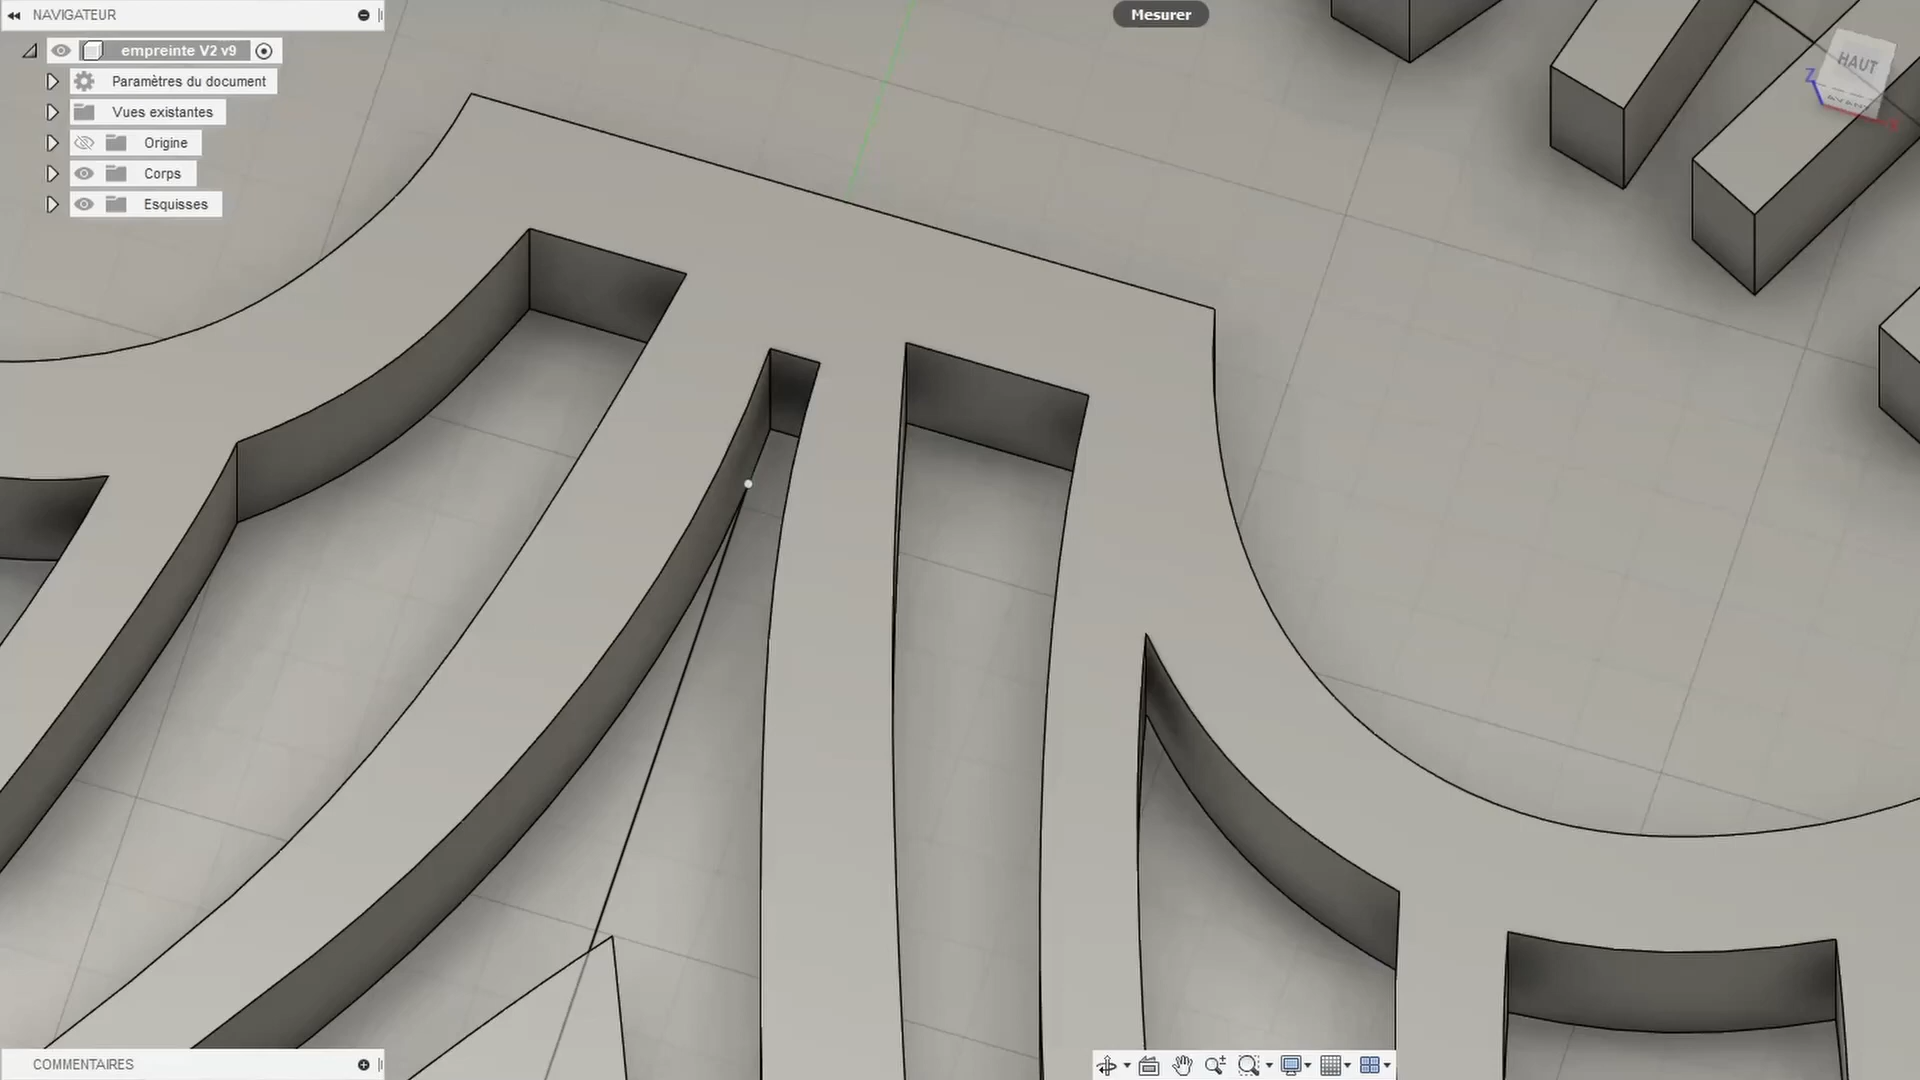 NAVIGATEUR
Mesurer
empreinte V2 v9
Paramètres du document
Vues existantes
Origine
Corps
Esquisses
HAUT
Z
COMMENTAIRES